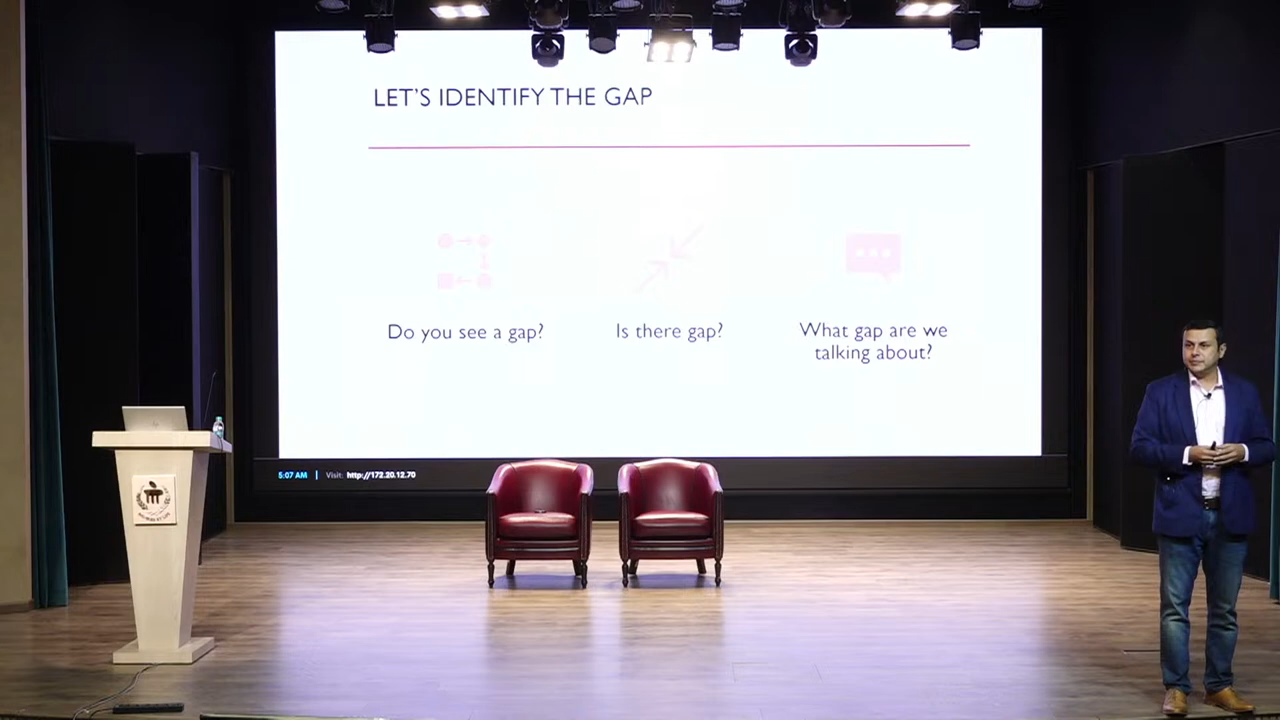 LET'S IDENTIFY THE GAP
Do you see a gap?
Is there gap?
What gap are we
talking about?
5:07 AM | Visit: http://172.20.12.70